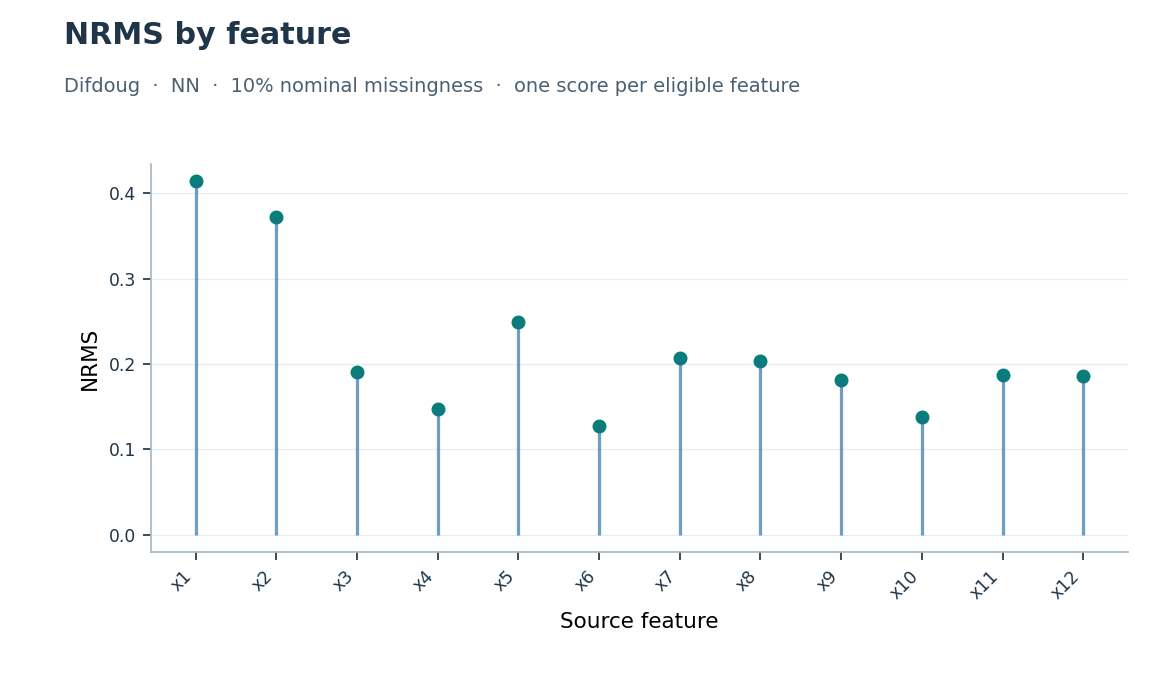 NRMS by feature
Difdoug · NN · 10% nominal missingness · one score per eligible feature
0.4
0.3
0.2
0.1
0.0
NRMS
x1 x2 x3 x4 x5 x6 x7 x8 x9 x10 x11 x12
Source feature